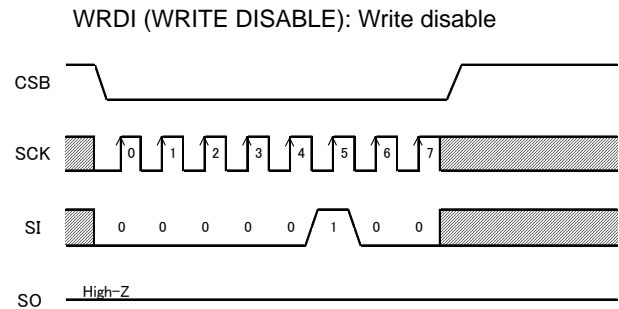 WRDI (WRITE DISABLE): Write disable
CSB
SCK 0 1 2 3 4 5 6 7
SI 0 0 0 0 0 1 0 0
SO High-Z